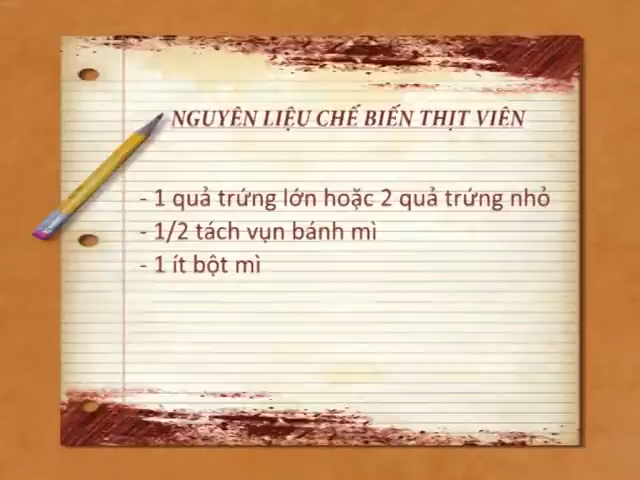 NGUYÊN LIỆU CHẾ BIẾN THỊT VIÊN
- 1 quả trứng lớn hoặc 2 quả trứng nhỏ
- 1/2 tách vụn bánh mì
- 1 ít bột mì